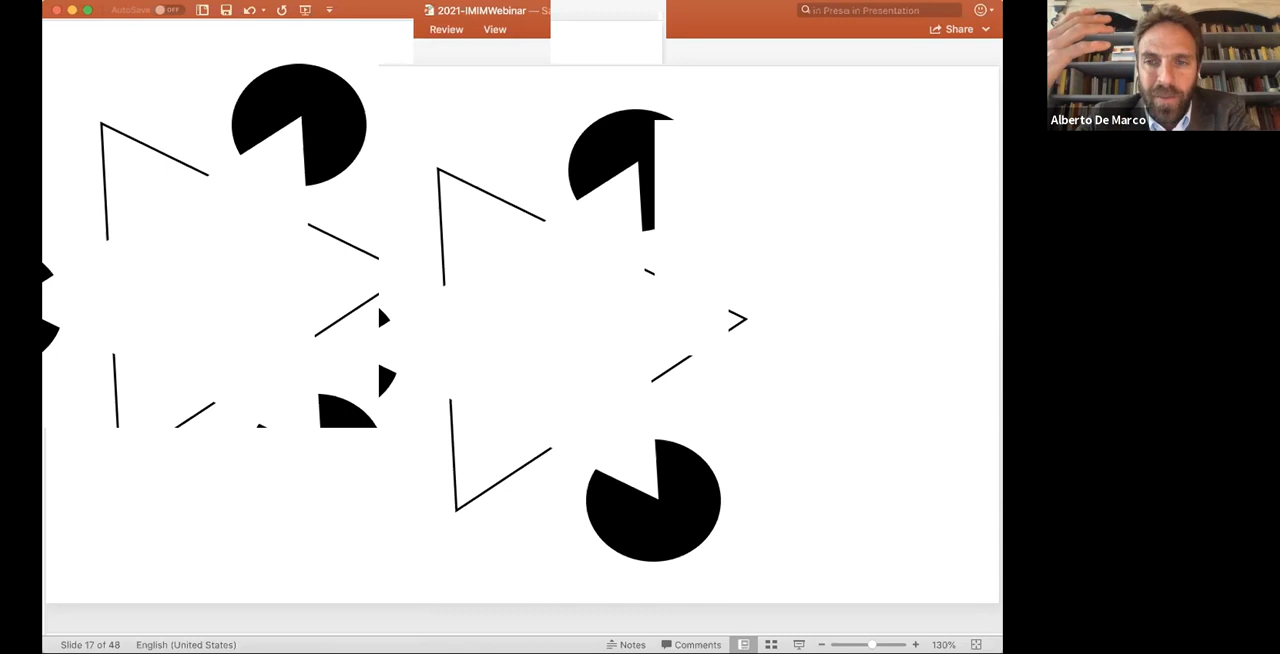 AutoSave OFF
2021-IMIMWebinar — Sa
in Presa in Presentation
Review View
Share
Alberto De Marco
Slide 17 of 48 English (United States) Notes Comments 130%